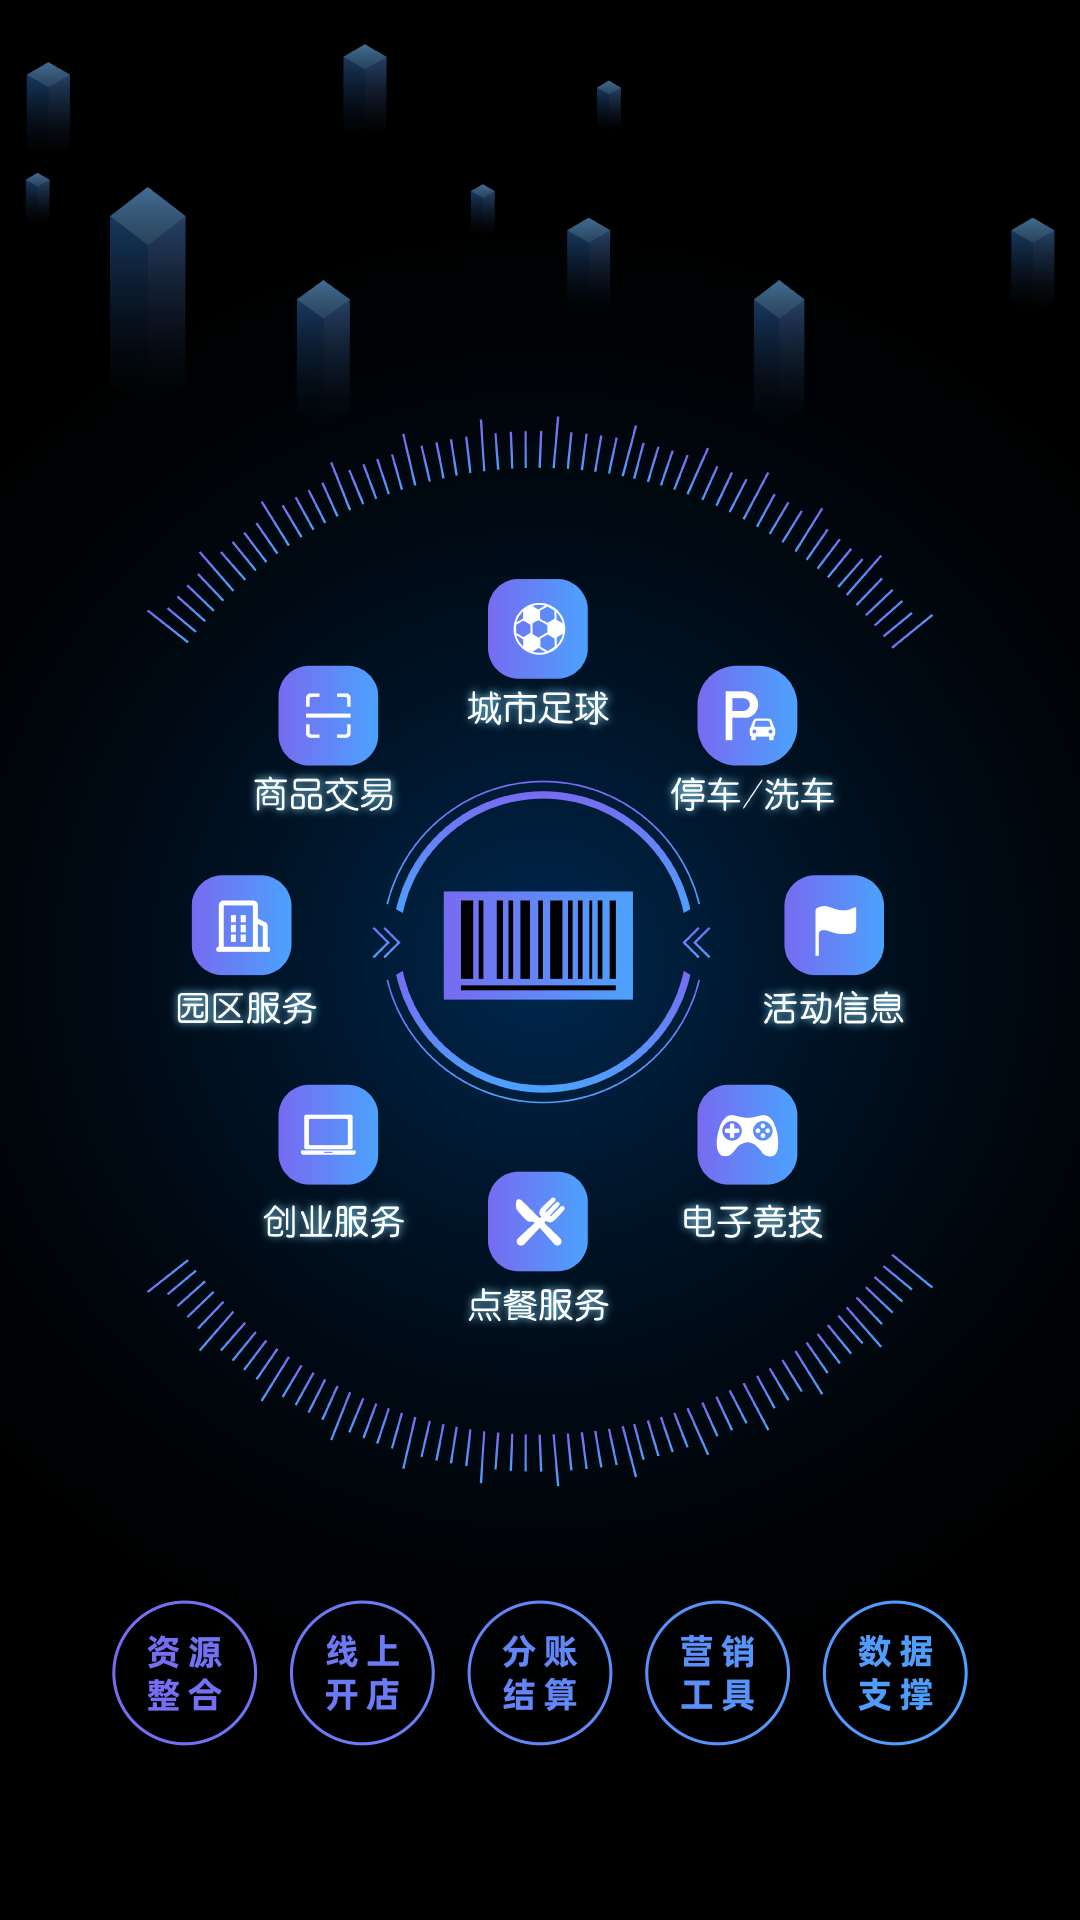 城市足球
商品交易
停车/洗车
园区服务
活动信息
创业服务
电子竞技
点餐服务
资源
整合
线上
开店
分账
结算
营销
工具
数据
支撑